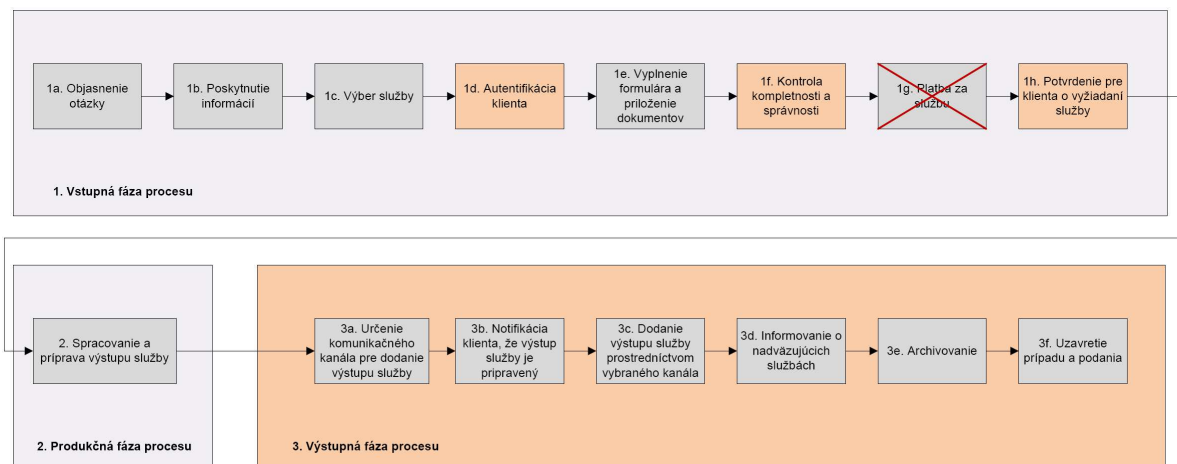 1a. Objasnenie
otázky
1b. Poskytnutie
informácií
1c. Výber služby
1d. Autentifikácia
klienta
1e. Vyplnenie
formulára a
priloženie
dokumentov
1f. Kontrola
kompletnosti a
správnosti
1g. Platba za
službu
1h. Potvrdenie pre
klienta o vyžiadaní
služby
1. Vstupná fáza procesu
2. Spracovanie a
príprava výstupu služby
2. Produkčná fáza procesu
3a. Určenie
komunikačného
kanála pre dodanie
výstupu služby
3b. Notifikácia
klienta, že výstup
služby je
pripravený
3c. Dodanie
výstupu služby
prostredníctvom
vybraného kanála
3d. Informovanie o
nadväzujúcich
službách
3e. Archivovanie
3f. Uzavretie
prípadu a podania
3. Výstupná fáza procesu